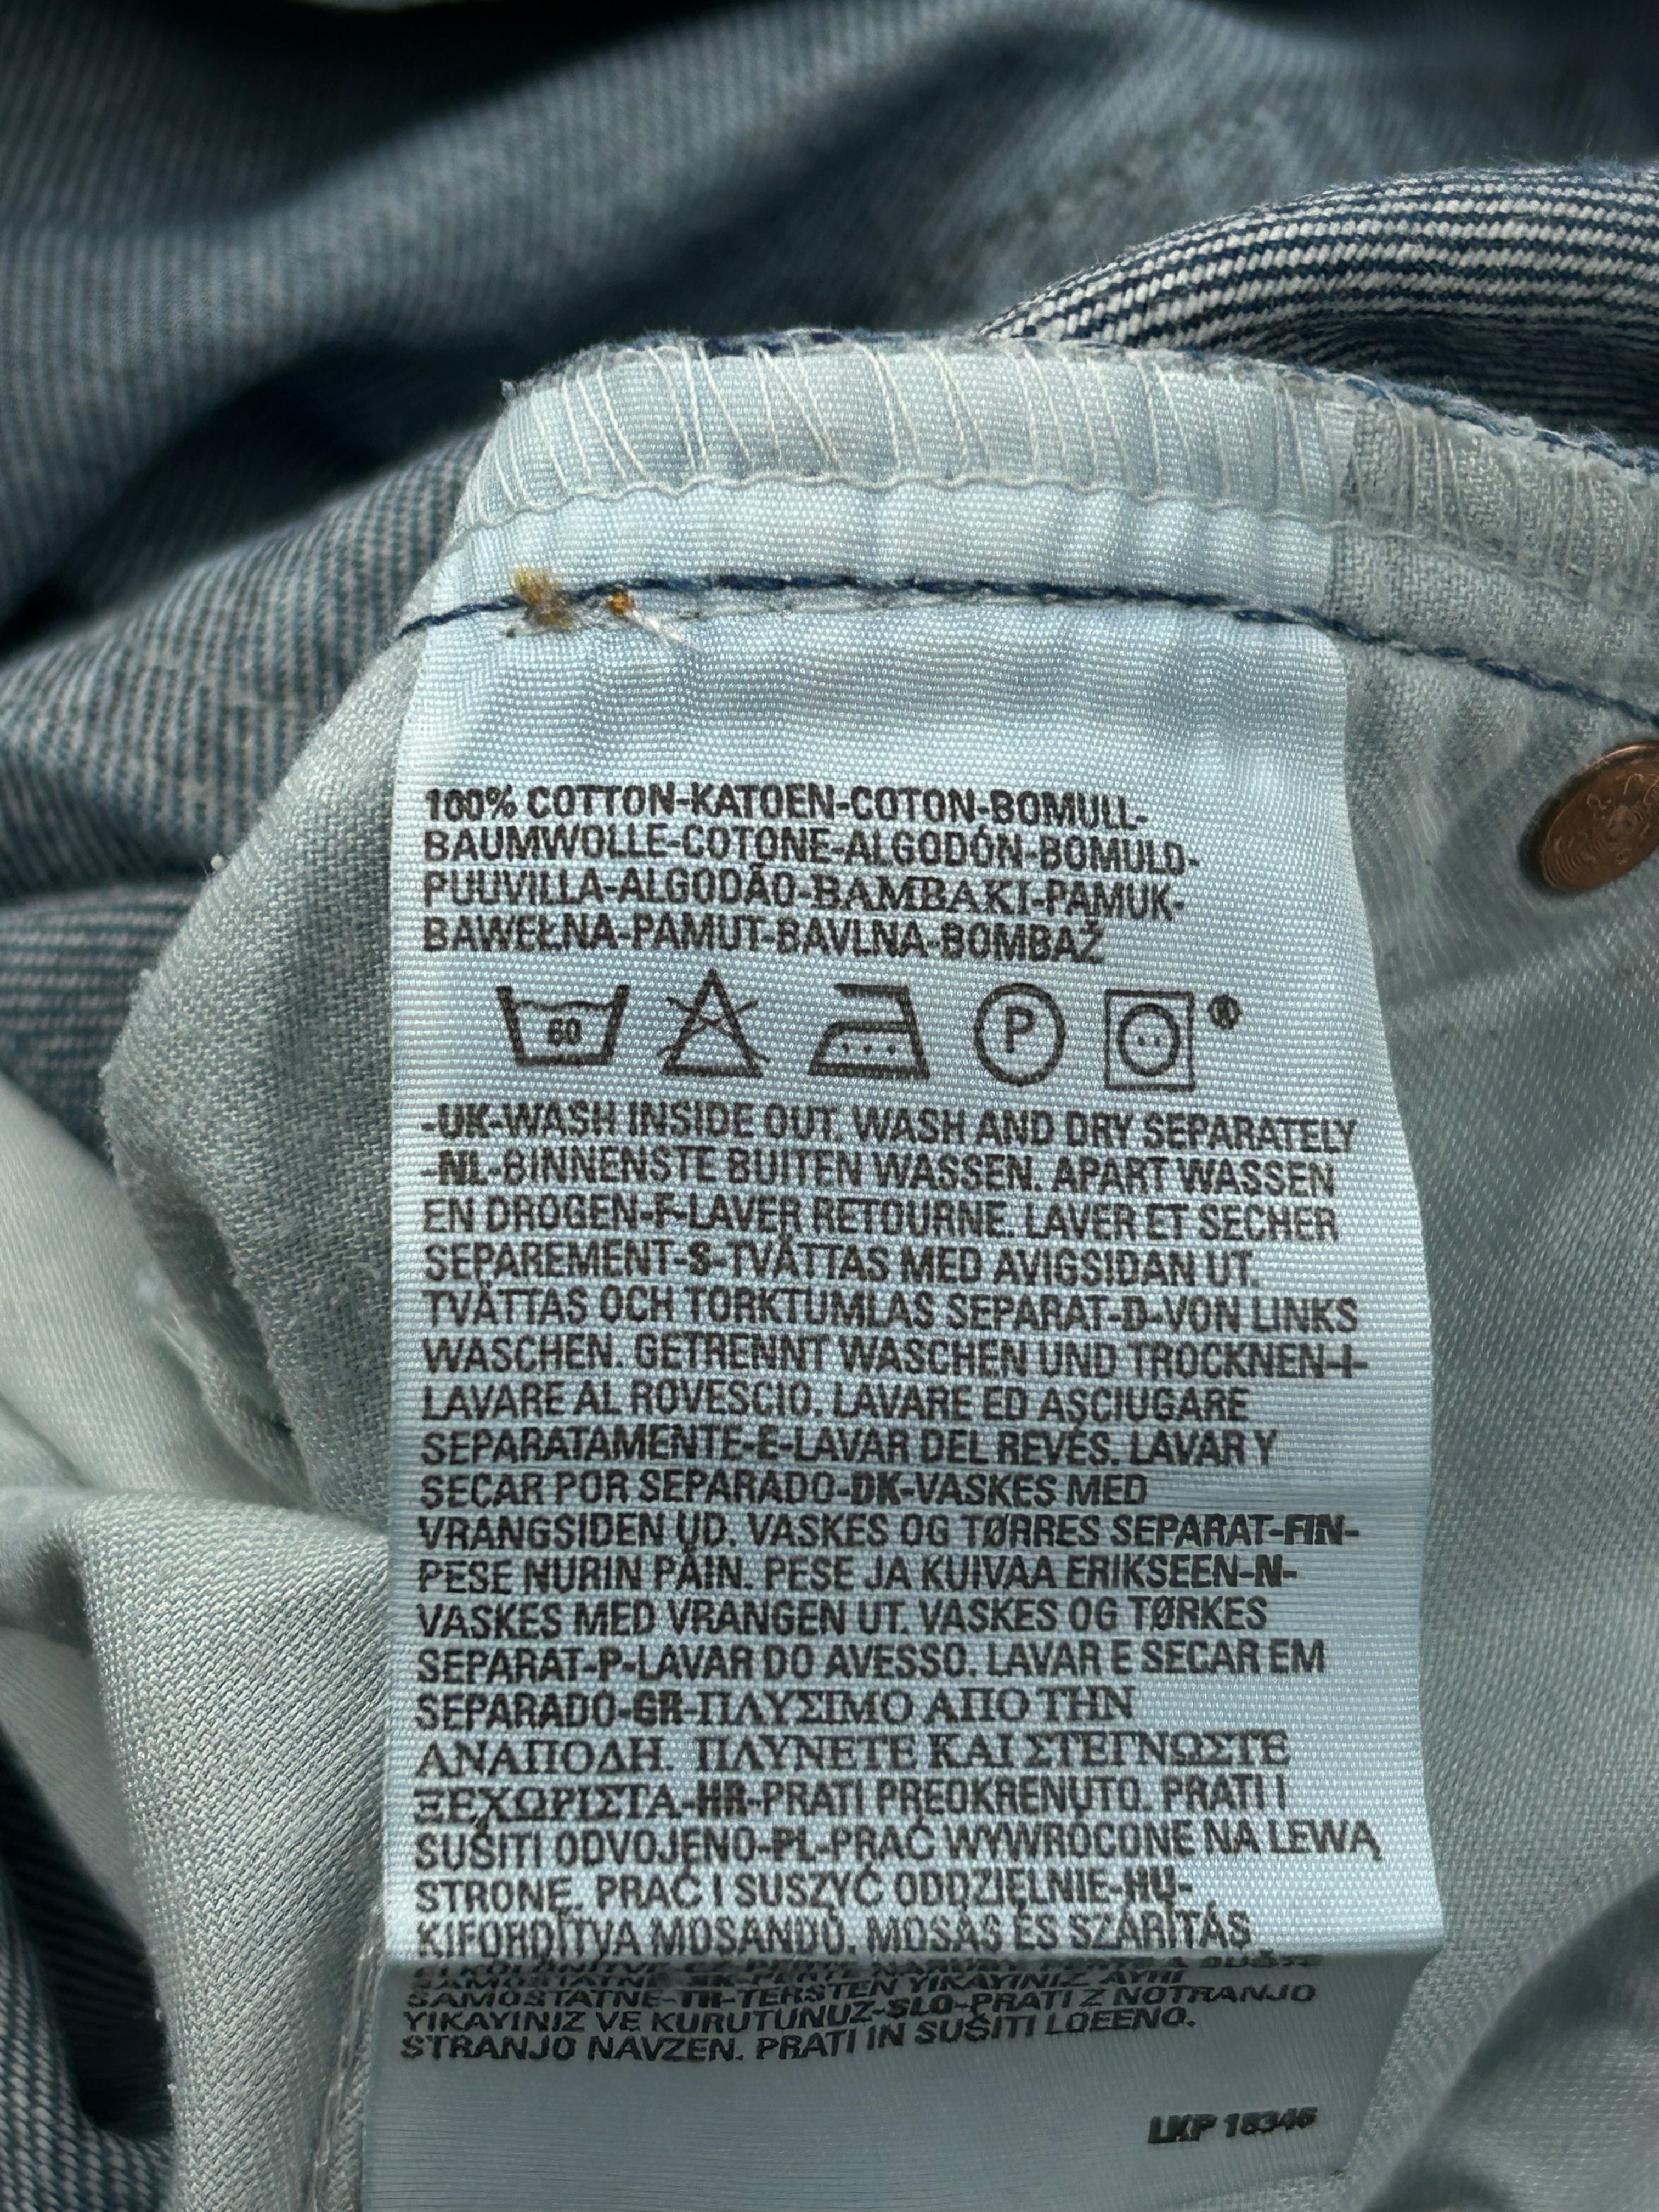 100% COTTON-KATOEN-COTON-BOMULL-
BAUMWOLLE-COTONE-ALGODÓN-BOMULD-
PUUVILLA-ALGODÃO-BAMBAKI-PAMUK-
BAWEŁNA-PAMUT-BAVLNA-BOMBAŽ
60 P ®
-UK-WASH INSIDE OUT. WASH AND DRY SEPARATELY
-NL-BINNENSTE BUITEN WASSEN. APART WASSEN
EN DROGEN-F-LAVER RETOURNE. LAVER ET SECHER
SEPAREMENT-S-TVÄTTAS MED AVIGSIDAN UT.
TVÄTTAS OCH TORKTUMLAS SEPARAT-D-VON LINKS
WASCHEN. GETRENNT WASCHEN UND TROCKNEN-I-
LAVARE AL ROVESCIO. LAVARE ED ASCIUGARE
SEPARATAMENTE-E-LAVAR DEL REVÉS. LAVAR Y
SECAR POR SEPARADO-DK-VASKES MED
VRANGSIDEN UD. VASKES OG TØRRES SEPARAT-FIN-
PESE NURIN PÄIN. PESE JA KUIVAA ERIKSEEN-N-
VASKES MED VRANGEN UT. VASKES OG TØRKES
SEPARAT-P-LAVAR DO AVESSO. LAVAR E SECAR EM
SEPARADO-GR-ΠΛΥΣΙΜΟ ΑΠΟ ΤΗΝ
ΑΝΑΠΟΔΗ. ΠΛΥΝΕΤΕ ΚΑΙ ΣΤΕΓΝΩΣΤΕ
ΞΕΧΩΡΙΣΤΑ-HR-PRATI PREOKRENUTO. PRATI I
SUŠITI ODVOJENO-PL-PRAĆ WYWRÓCONE NA LEWĄ
STRONĘ. PRAĆ I SUSZYĆ ODDZIELNIE-HU-
KIFORDÍTVA MOSANDÓ. MOSÁS ÉS SZÁRÍTÁS
SAMOSTATNE-TR-TERSTEN YIKAYINIZ. AYRI
YIKAYINIZ VE KURUTUNUZ-SLO-PRATI Z NOTRANJO
STRANJO NAVZEN. PRATI IN SUŠITI LOEENO.
LKP 18346